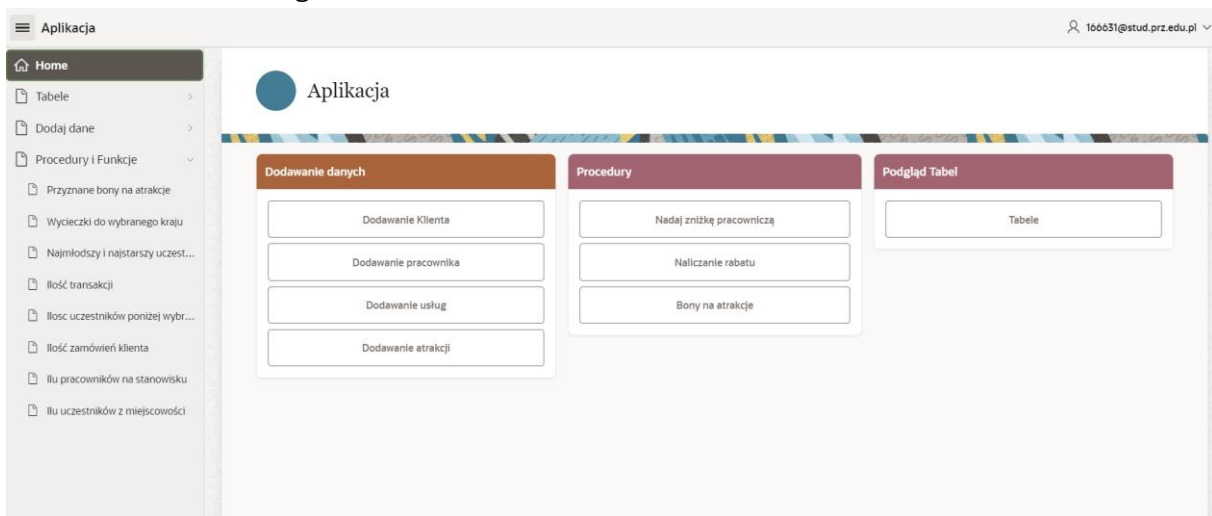 Aplikacja
166631@stud.prz.edu.pl
Home
Tabele
Dodaj dane
Procedury i Funkcje
Przyznane bony na atrakcje
Wycieczki do wybranego kraju
Najmłodszy i najstarszy uczest...
Ilość transakcji
Ilosc uczestników poniżej wybr...
Ilość zamówień klienta
Ilu pracowników na stanowisku
Ilu uczestników z miejscowości
Aplikacja
Dodawanie danych
Dodawanie Klienta
Dodawanie pracownika
Dodawanie usług
Dodawanie atrakcji
Procedury
Nadaj zniżkę pracowniczą
Naliczanie rabatu
Bony na atrakcje
Podgląd Tabel
Tabele